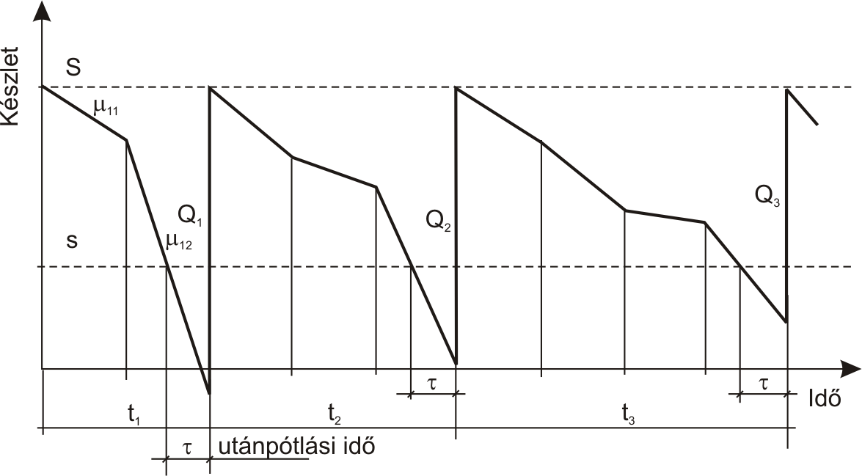 Készlet
S
μ₁₁
Q₁
Q₂
Q₃
s
μ₁₂
τ
τ
Idő
t₁
t₂
t₃
τ
utánpótlási idő